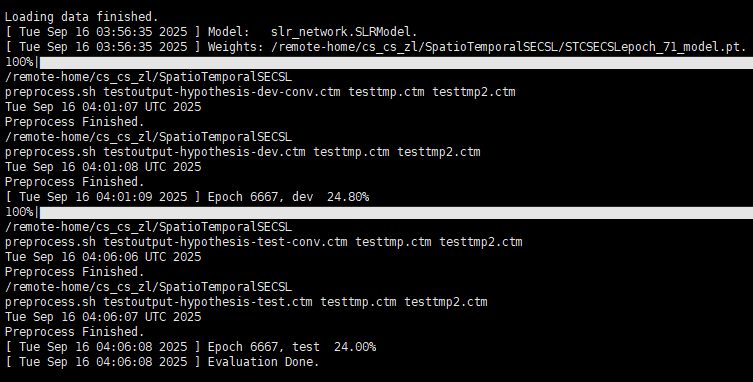 Loading data finished.
[ Tue Sep 16 03:56:35 2025 ] Model:   slr_network.SLRModel.
[ Tue Sep 16 03:56:35 2025 ] Weights: /remote-home/cs_cs_zl/SpatioTemporalSECSL/STCSECSLepoch_71_model.pt.
100%|
/remote-home/cs_cs_zl/SpatioTemporalSECSL
preprocess.sh testoutput-hypothesis-dev-conv.ctm testtmp.ctm testtmp2.ctm
Tue Sep 16 04:01:07 UTC 2025
Preprocess Finished.
/remote-home/cs_cs_zl/SpatioTemporalSECSL
preprocess.sh testoutput-hypothesis-dev.ctm testtmp.ctm testtmp2.ctm
Tue Sep 16 04:01:08 UTC 2025
Preprocess Finished.
[ Tue Sep 16 04:01:09 2025 ] Epoch 6667, dev  24.80%
100%|
/remote-home/cs_cs_zl/SpatioTemporalSECSL
preprocess.sh testoutput-hypothesis-test-conv.ctm testtmp.ctm testtmp2.ctm
Tue Sep 16 04:06:06 UTC 2025
Preprocess Finished.
/remote-home/cs_cs_zl/SpatioTemporalSECSL
preprocess.sh testoutput-hypothesis-test.ctm testtmp.ctm testtmp2.ctm
Tue Sep 16 04:06:07 UTC 2025
Preprocess Finished.
[ Tue Sep 16 04:06:08 2025 ] Epoch 6667, test  24.00%
[ Tue Sep 16 04:06:08 2025 ] Evaluation Done.